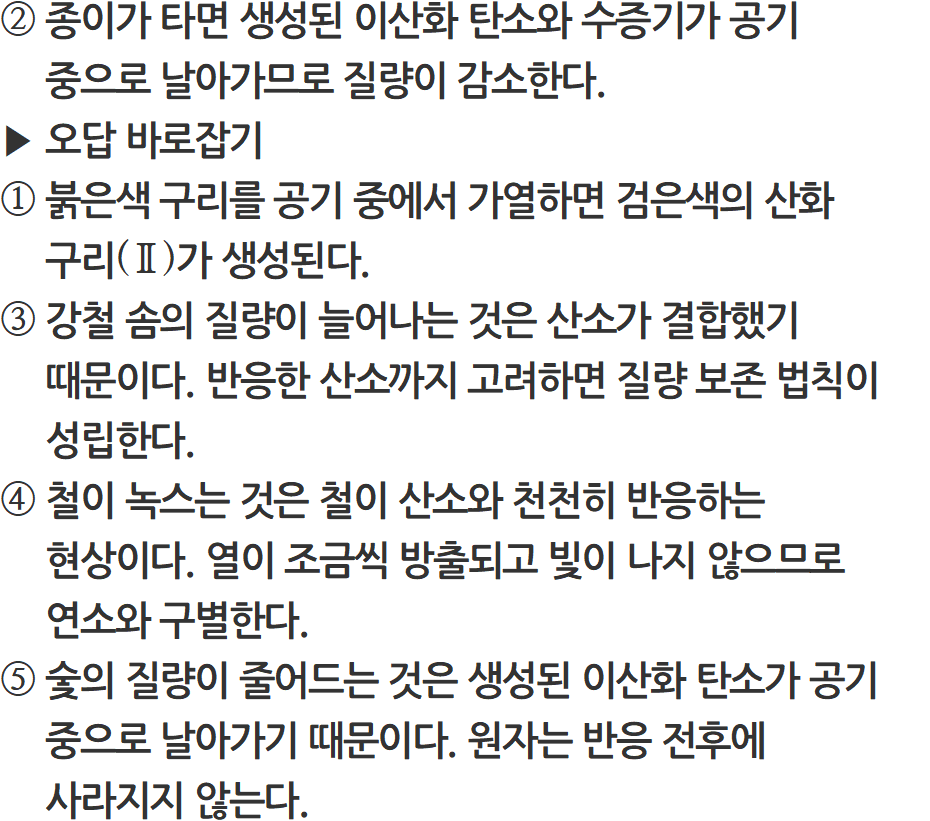 ② 종이가 타면 생성된 이산화 탄소와 수증기가 공기
중으로 날아가므로 질량이 감소한다.
▶ 오답 바로잡기
① 붉은색 구리를 공기 중에서 가열하면 검은색의 산화
구리(Ⅱ)가 생성된다.
③ 강철 솜의 질량이 늘어나는 것은 산소가 결합했기
때문이다. 반응한 산소까지 고려하면 질량 보존 법칙이
성립한다.
④ 철이 녹스는 것은 철이 산소와 천천히 반응하는
현상이다. 열이 조금씩 방출되고 빛이 나지 않으므로
연소와 구별한다.
⑤ 숯의 질량이 줄어드는 것은 생성된 이산화 탄소가 공기
중으로 날아가기 때문이다. 원자는 반응 전후에
사라지지 않는다.